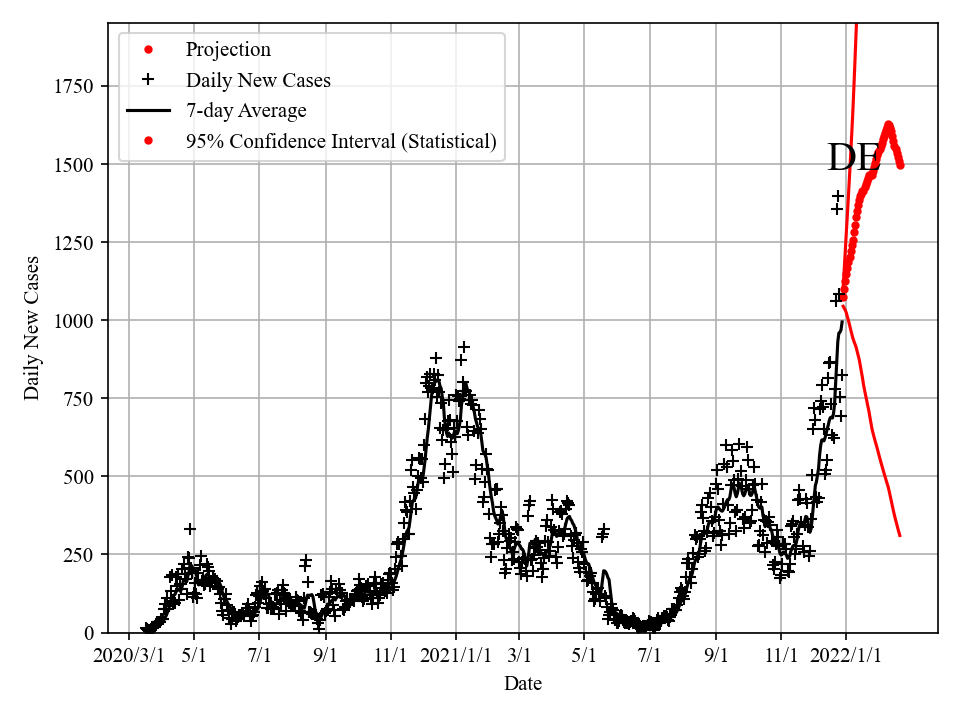 Projection
Daily New Cases
7-day Average
95% Confidence Interval (Statistical)
DE
1750
1500
1250
1000
750
500
250
0
Daily New Cases
2020/3/1 5/1 7/1 9/1 11/1 2021/1/1 3/1 5/1 7/1 9/1 11/1 2022/1/1
Date